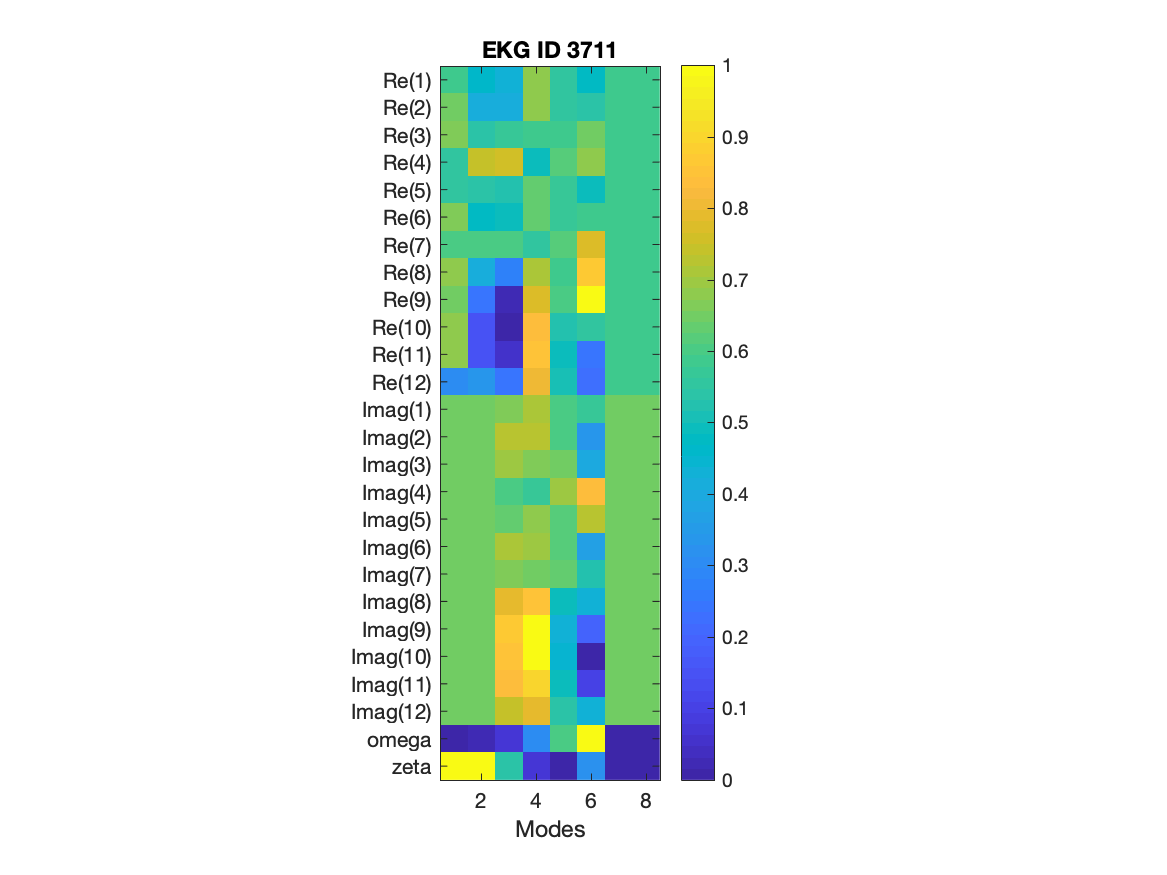 EKG ID 3711
Re(1)
Re(2)
Re(3)
Re(4)
Re(5)
Re(6)
Re(7)
Re(8)
Re(9)
Re(10)
Re(11)
Re(12)
Imag(1)
Imag(2)
Imag(3)
Imag(4)
Imag(5)
Imag(6)
Imag(7)
Imag(8)
Imag(9)
Imag(10)
Imag(11)
Imag(12)
omega
zeta
2 4 6 8
Modes
1
0.9
0.8
0.7
0.6
0.5
0.4
0.3
0.2
0.1
0